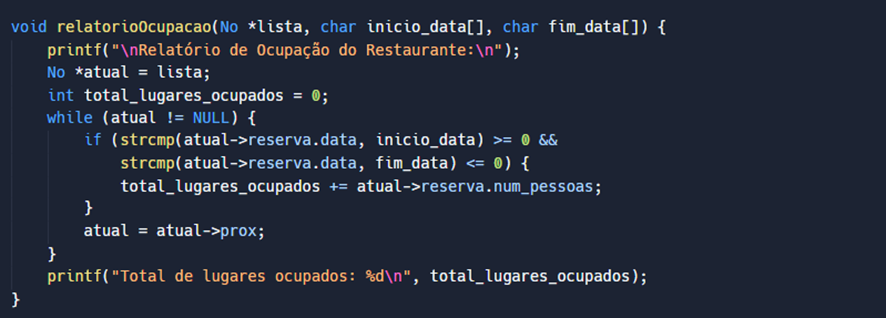 void relatorioOcupacao(No *lista, char inicio_data[], char fim_data[]) {
    printf("\nRelatório de Ocupação do Restaurante:\n");
    No *atual = lista;
    int total_lugares_ocupados = 0;
    while (atual != NULL) {
        if (strcmp(atual->reserva.data, inicio_data) >= 0 &&
            strcmp(atual->reserva.data, fim_data) <= 0) {
            total_lugares_ocupados += atual->reserva.num_pessoas;
        }
        atual = atual->prox;
    }
    printf("Total de lugares ocupados: %d\n", total_lugares_ocupados);
}